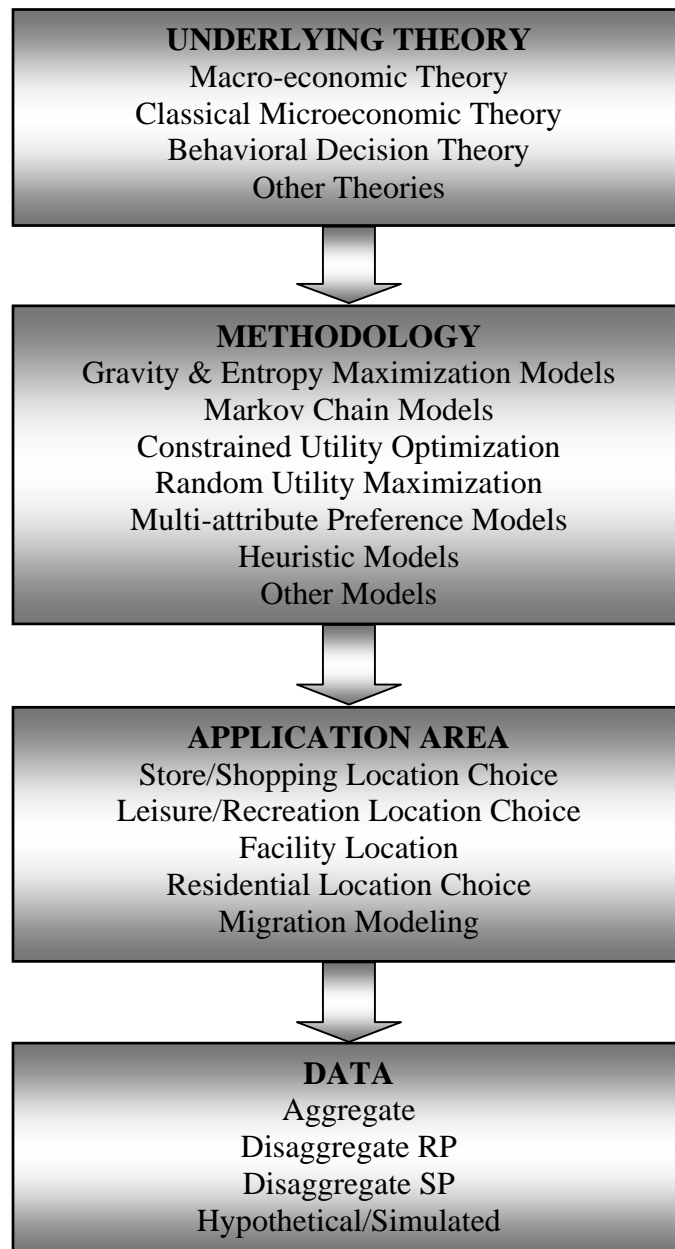 UNDERLYING THEORY
Macro-economic Theory
Classical Microeconomic Theory
Behavioral Decision Theory
Other Theories
METHODOLOGY
Gravity & Entropy Maximization Models
Markov Chain Models
Constrained Utility Optimization
Random Utility Maximization
Multi-attribute Preference Models
Heuristic Models
Other Models
APPLICATION AREA
Store/Shopping Location Choice
Leisure/Recreation Location Choice
Facility Location
Residential Location Choice
Migration Modeling
DATA
Aggregate
Disaggregate RP
Disaggregate SP
Hypothetical/Simulated